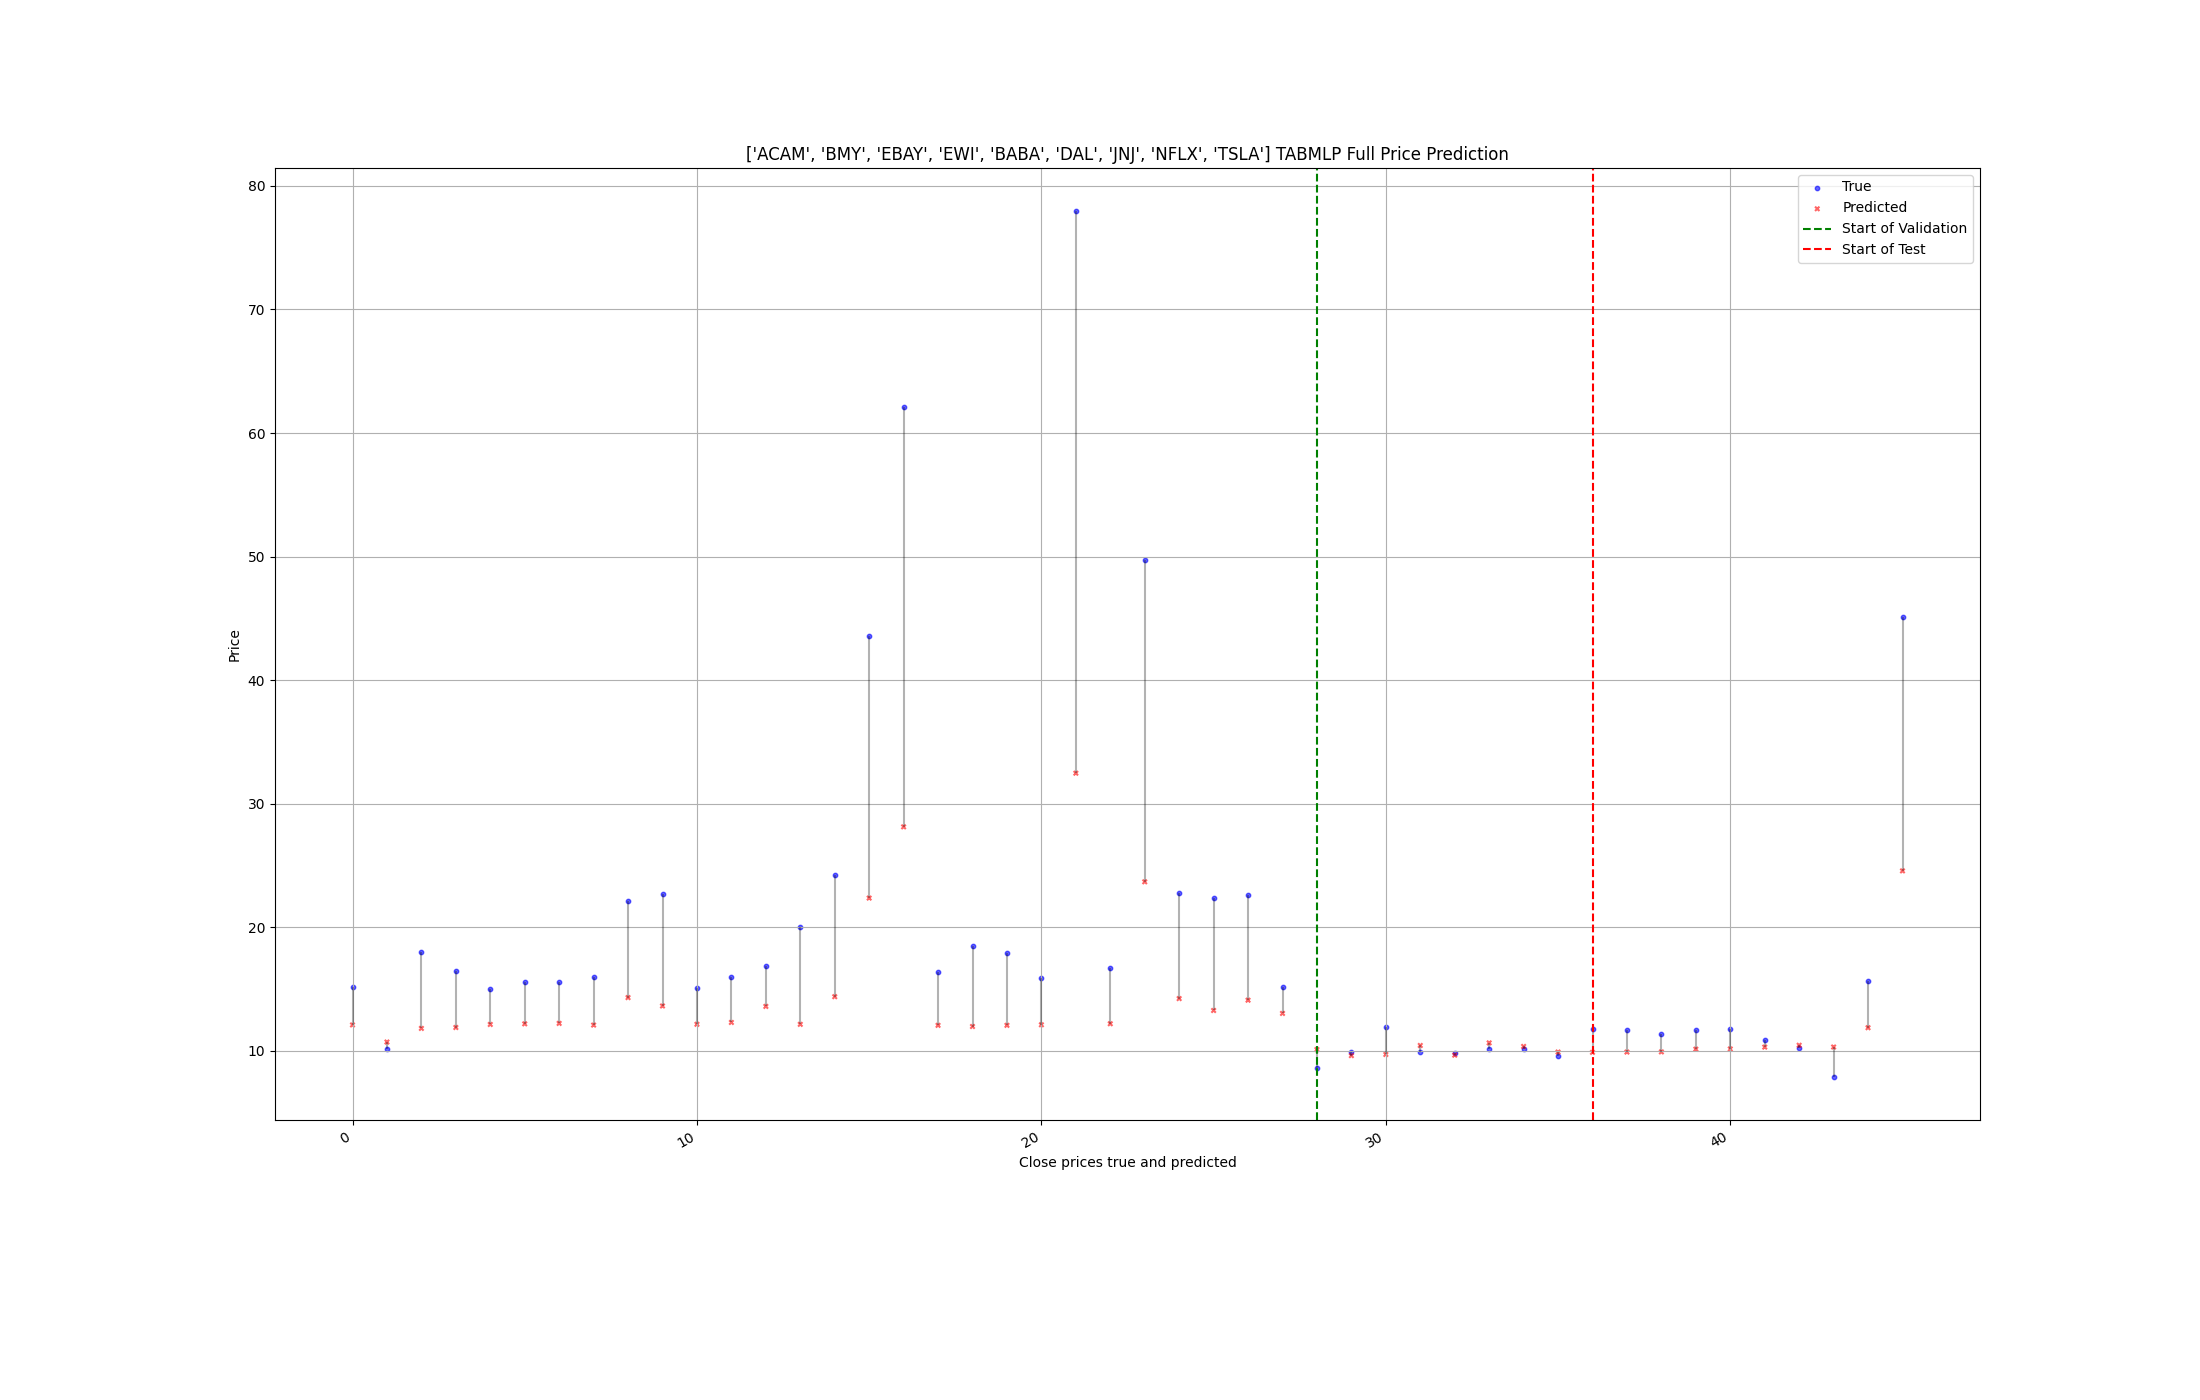 ['ACAM', 'BMY', 'EBAY', 'EWI', 'BABA', 'DAL', 'JNJ', 'NFLX', 'TSLA'] TABMLP Full Price Prediction
True
Predicted
Start of Validation
Start of Test
Price
80
70
60
50
40
30
20
10
0
10
20
30
40
Close prices true and predicted